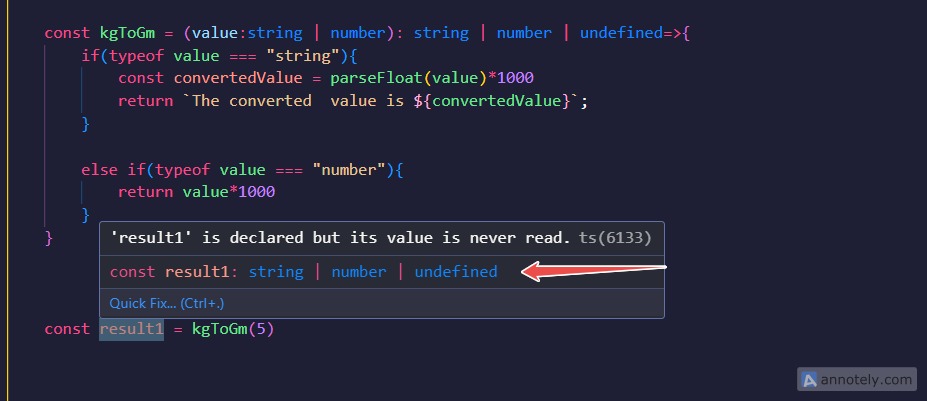 const kgToGm = (value:string | number): string | number | undefined=>{
if(typeof value === "string"){
const convertedValue = parseFloat(value)*1000
return `The converted  value is ${convertedValue}`;
}
else if(typeof value === "number"){
return value*1000
}
}
'result1' is declared but its value is never read. ts(6133)
const result1: string | number | undefined
Quick Fix... (Ctrl+.)
const result1 = kgToGm(5)
annotely.com